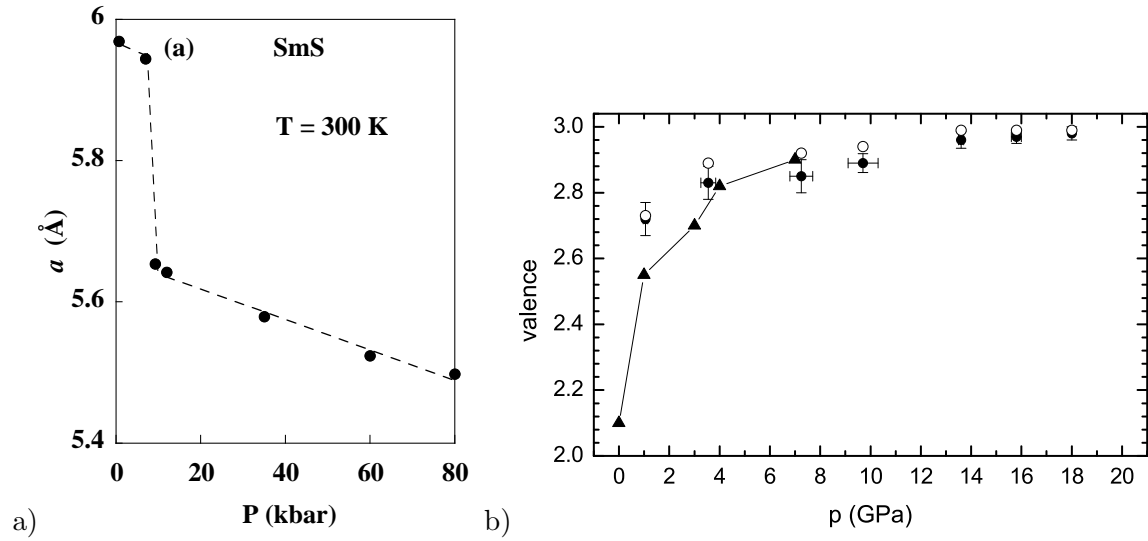 6
(a) SmS
T = 300 K
5.8
5.6
5.4
a (Å)
0 20 40 60 80
P (kbar)
a)
3.0
2.8
2.6
2.4
2.2
2.0
valence
0 2 4 6 8 10 12 14 16 18 20
p (GPa)
b)